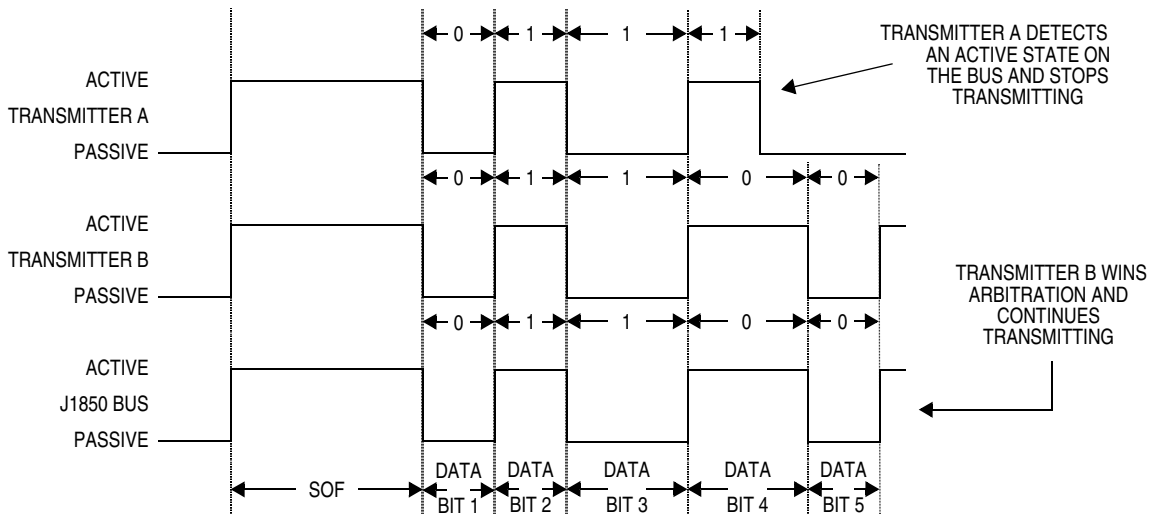 0 1 1 1
TRANSMITTER A DETECTS
AN ACTIVE STATE ON
THE BUS AND STOPS
TRANSMITTING
ACTIVE
TRANSMITTER A
PASSIVE
0 1 1 0 0
ACTIVE
TRANSMITTER B
PASSIVE
TRANSMITTER B WINS
ARBITRATION AND
CONTINUES
TRANSMITTING
0 1 1 0 0
ACTIVE
J1850 BUS
PASSIVE
SOF
DATA
BIT 1
DATA
BIT 2
DATA
BIT 3
DATA
BIT 4
DATA
BIT 5